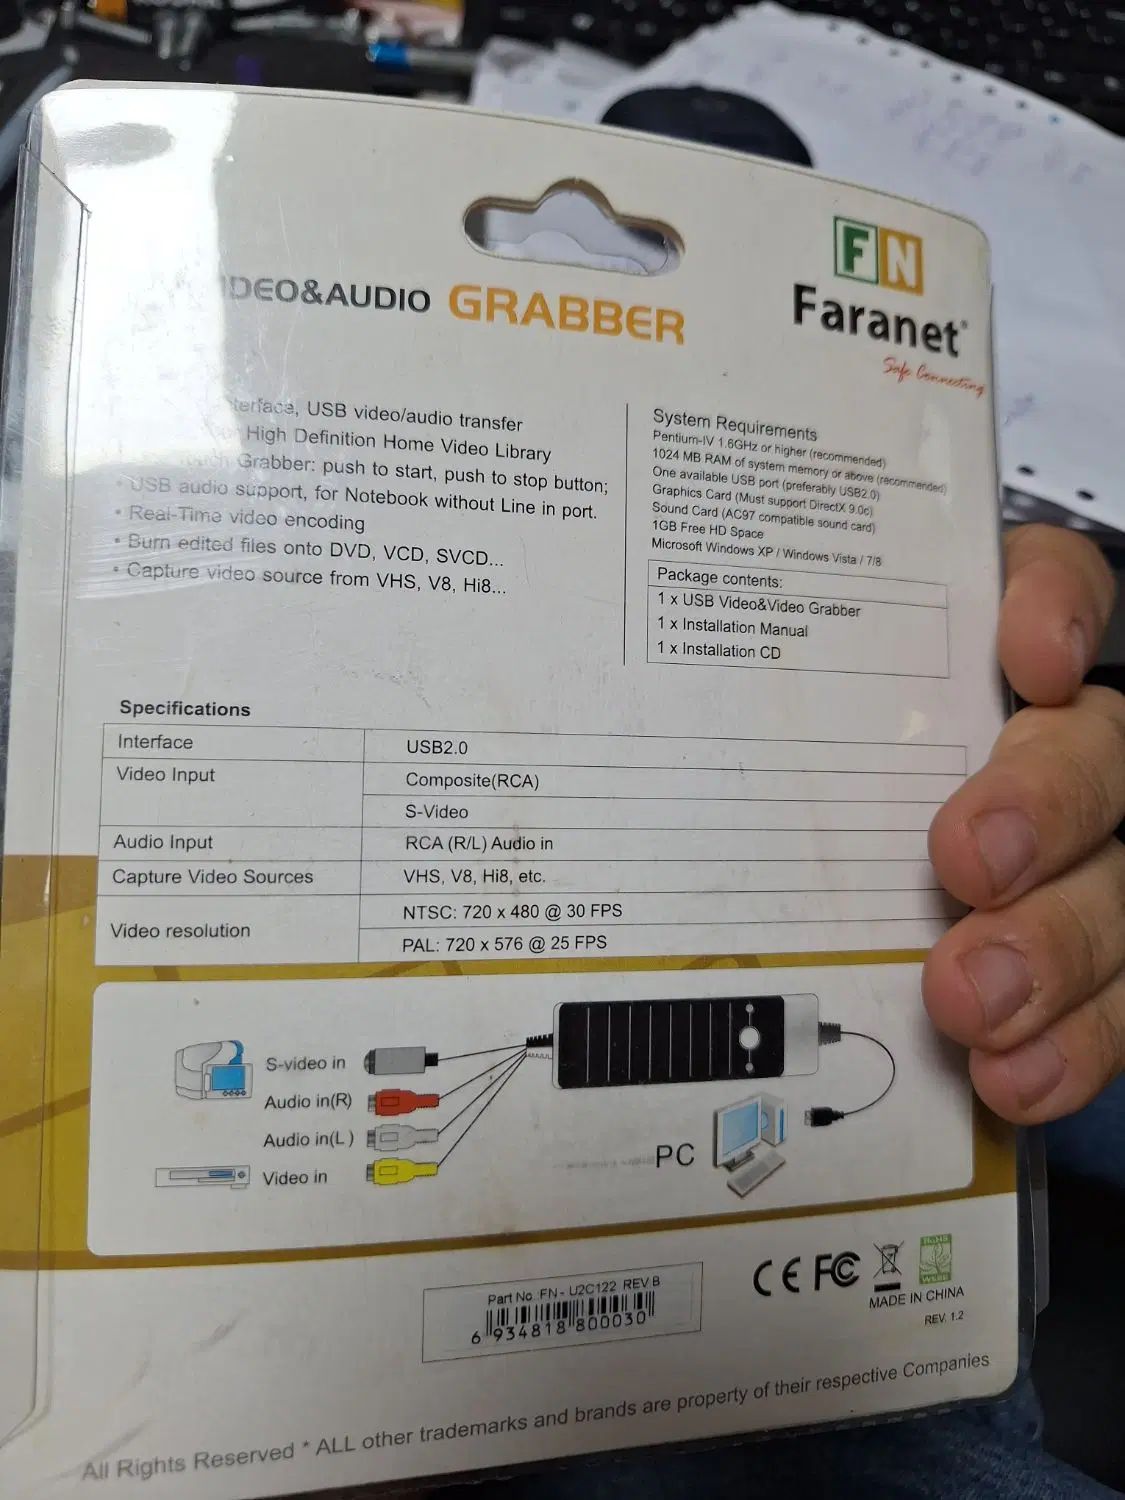 FN
Faranet
Safe Connecting
DEO&AUDIO GRABBER
terface, USB video/audio transfer
High Definition Home Video Library
Grabber: push to start, push to stop button;
• USB audio support, for Notebook without Line in port.
• Real-Time video encoding
• Burn edited files onto DVD, VCD, SVCD...
• Capture video source from VHS, V8, Hi8...
System Requirements
Pentium-IV 1.6GHz or higher (recommended)
1024 MB RAM of system memory or above (recommended)
One available USB port (preferably USB2.0)
Graphics Card (Must support DirectX 9.0c)
Sound Card (AC97 compatible sound card)
1GB Free HD Space
Microsoft Windows XP / Windows Vista / 7/8
Package contents:
1 x USB Video&Video Grabber
1 x Installation Manual
1 x Installation CD
Specifications
Interface USB2.0
Video Input Composite(RCA)
S-Video
Audio Input RCA (R/L) Audio in
Capture Video Sources VHS, V8, Hi8, etc.
Video resolution NTSC: 720 x 480 @ 30 FPS
PAL: 720 x 576 @ 25 FPS
S-video in
Audio in(R)
Audio in(L)
Video in
PC
Part No. FN - U2C122 REV B
6 934818 800030
CE FC
RoHS
WEEE
MADE IN CHINA
REV. 1.2
All Rights Reserved * ALL other trademarks and brands are property of their respective Companies